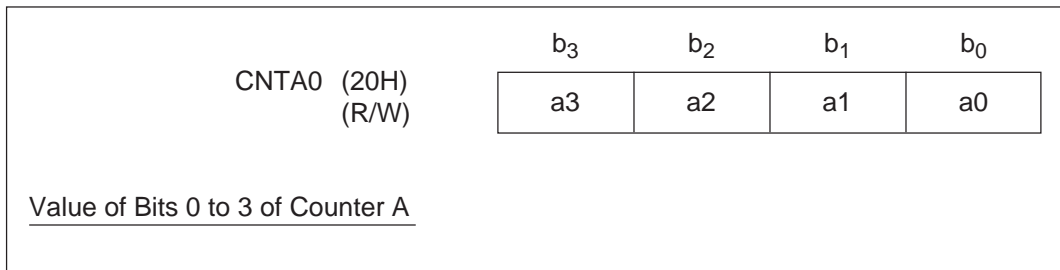 b3 b2 b1 b0
CNTA0 (20H) a3 a2 a1 a0
(R/W)
Value of Bits 0 to 3 of Counter A